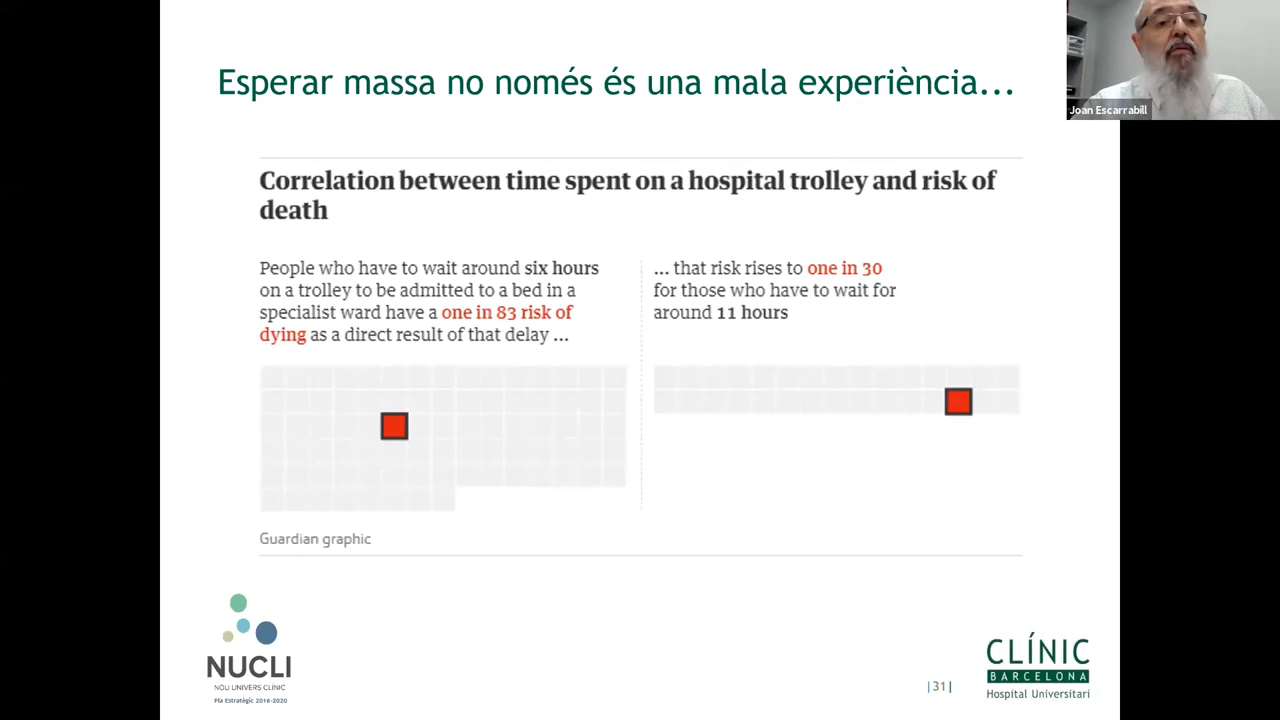 Esperar massa no només és una mala experiència...
Joan Escarrabill
Correlation between time spent on a hospital trolley and risk of
death
People who have to wait around six hours
on a trolley to be admitted to a bed in a
specialist ward have a one in 83 risk of
dying as a direct result of that delay ...
... that risk rises to one in 30
for those who have to wait for
around 11 hours
Guardian graphic
NUCLI
NOU UNIVERS CLÍNIC
Pla Estratègic 2016-2020
|31|
CLÍNIC
BARCELONA
Hospital Universitari